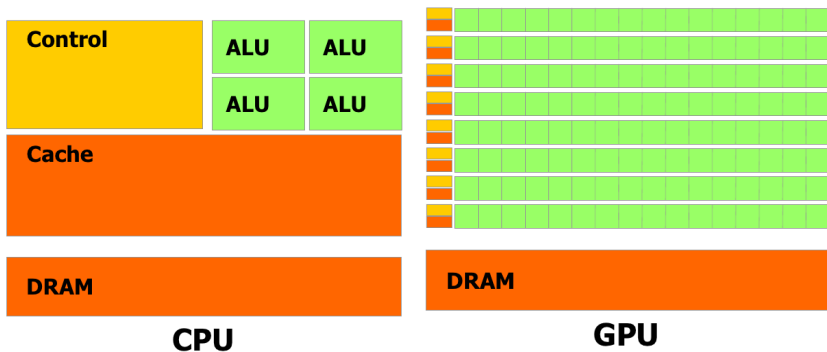 Control
ALU
ALU
ALU
ALU
Cache
DRAM
CPU
DRAM
GPU